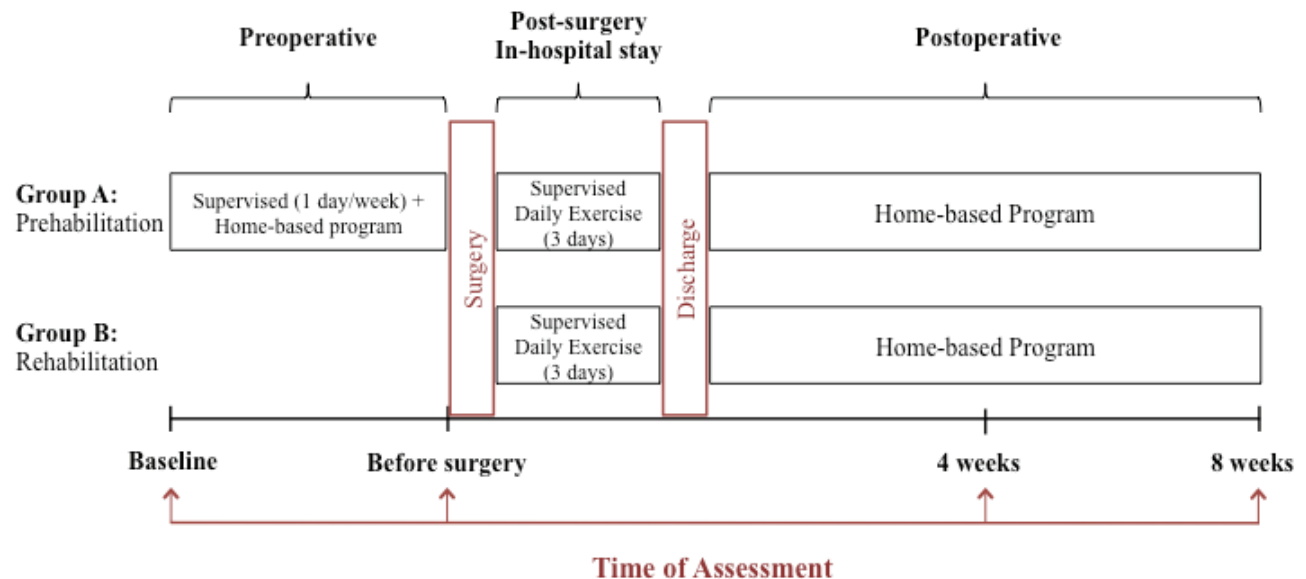 Preoperative
Post-surgery
In-hospital stay
Postoperative
Group A:
Prehabilitation
Supervised (1 day/week) +
Home-based program
Surgery
Supervised
Daily Exercise
(3 days)
Discharge
Home-based Program
Group B:
Rehabilitation
Supervised
Daily Exercise
(3 days)
Home-based Program
Baseline
Before surgery
4 weeks
8 weeks
Time of Assessment